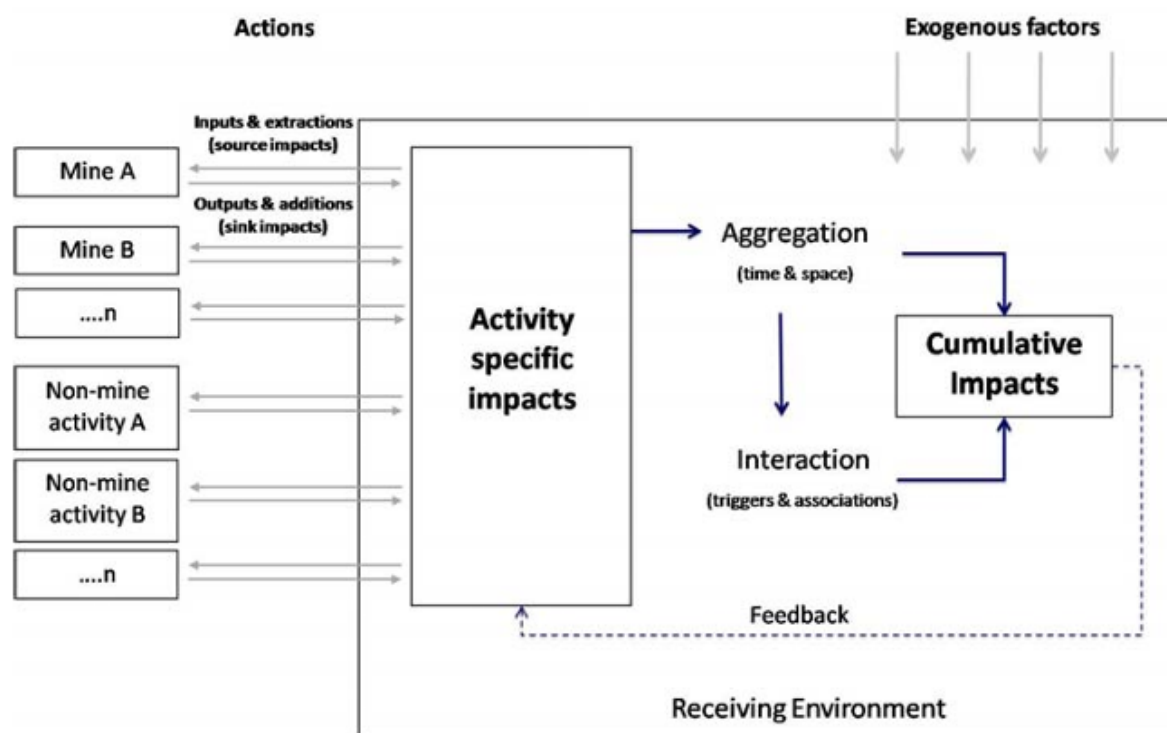 Actions
Exogenous factors
Inputs & extractions
(source impacts)
Mine A
Outputs & additions
(sink impacts)
Mine B
....n
Non-mine
activity A
Non-mine
activity B
....n
Activity
specific
impacts
Aggregation
(time & space)
Interaction
(triggers & associations)
Cumulative
Impacts
Feedback
Receiving Environment